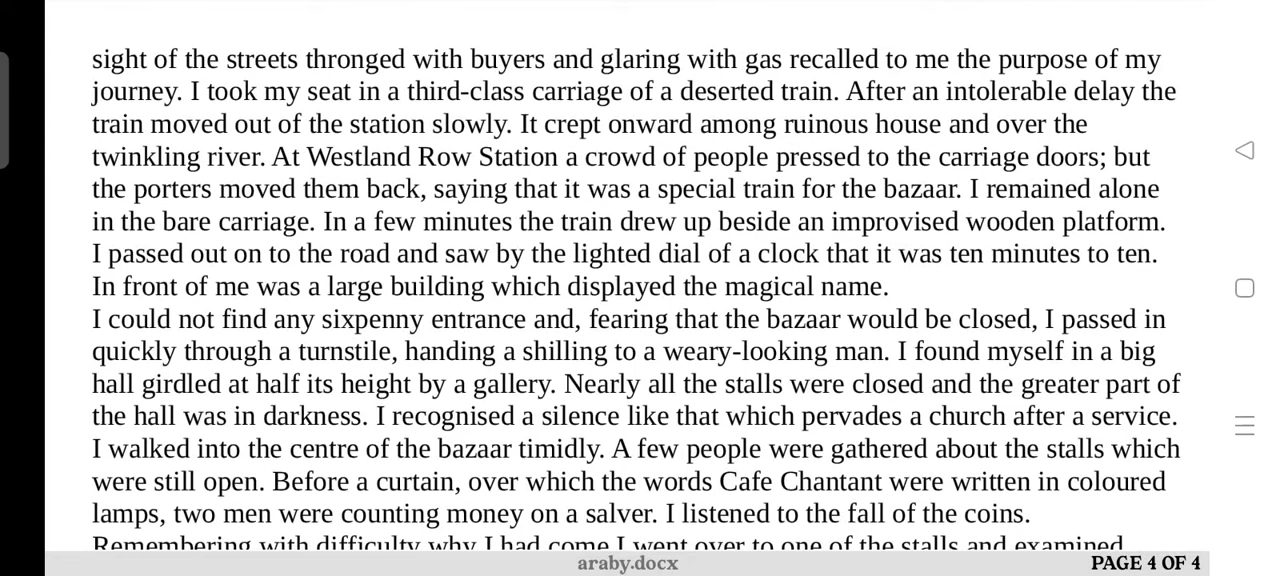 sight of the streets thronged with buyers and glaring with gas recalled to me the purpose of my
journey. I took my seat in a third-class carriage of a deserted train. After an intolerable delay the
train moved out of the station slowly. It crept onward among ruinous house and over the
twinkling river. At Westland Row Station a crowd of people pressed to the carriage doors; but
the porters moved them back, saying that it was a special train for the bazaar. I remained alone
in the bare carriage. In a few minutes the train drew up beside an improvised wooden platform.
I passed out on to the road and saw by the lighted dial of a clock that it was ten minutes to ten.
In front of me was a large building which displayed the magical name.
I could not find any sixpenny entrance and, fearing that the bazaar would be closed, I passed in
quickly through a turnstile, handing a shilling to a weary-looking man. I found myself in a big
hall girdled at half its height by a gallery. Nearly all the stalls were closed and the greater part of
the hall was in darkness. I recognised a silence like that which pervades a church after a service.
I walked into the centre of the bazaar timidly. A few people were gathered about the stalls which
were still open. Before a curtain, over which the words Cafe Chantant were written in coloured
lamps, two men were counting money on a salver. I listened to the fall of the coins.
Remembering with difficulty why I had come I went over to one of the stalls and examined
araby.docx
PAGE 4 OF 4